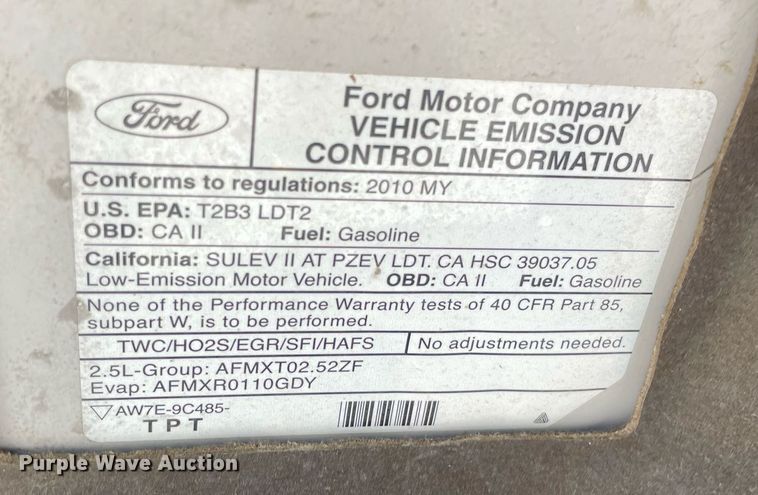 Ford
Ford Motor Company
VEHICLE EMISSION
CONTROL INFORMATION
Conforms to regulations: 2010 MY
U.S. EPA: T2B3 LDT2
OBD: CA II Fuel: Gasoline
California: SULEV II AT PZEV LDT. CA HSC 39037.05
Low-Emission Motor Vehicle. OBD: CA II Fuel: Gasoline
None of the Performance Warranty tests of 40 CFR Part 85,
subpart W, is to be performed.
TWC/HO2S/EGR/SFI/HAFS No adjustments needed.
2.5L-Group: AFMXT02.52ZF
Evap: AFMXR0110GDY
AW7E-9C485-
TPT
Purple Wave Auction